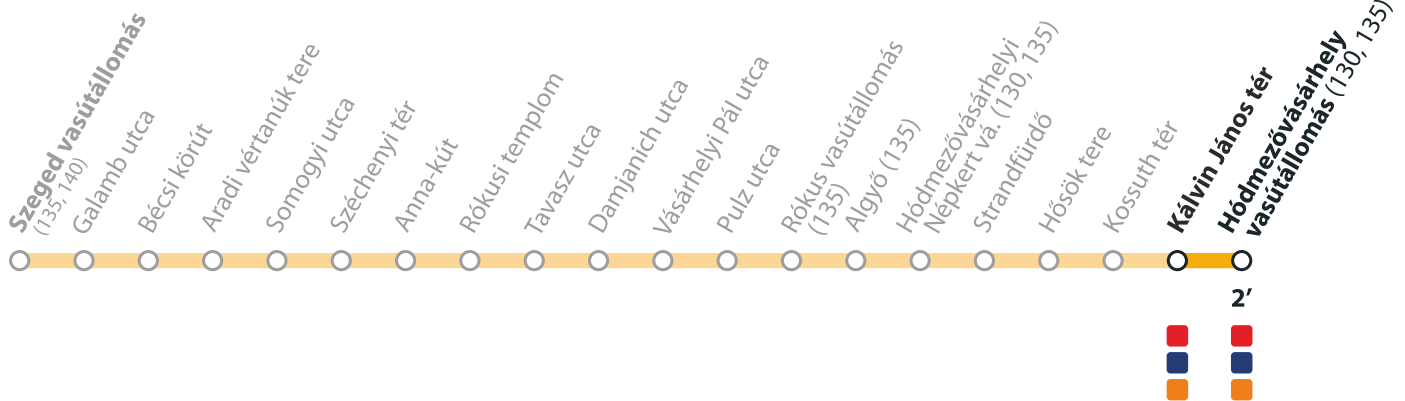 Szeged vasútállomás
(135, 140)
Galamb utca
Bécsi körút
Aradi vértanúk tere
Somogyi utca
Széchenyi tér
Anna-kút
Rókusi templom
Tavasz utca
Damjanich utca
Vásárhelyi Pál utca
Pulz utca
Rókus vasútállomás
(135)
Algyő (135)
Hódmezővásárhelyi
Népkert vá. (130, 135)
Strandfürdő
Hősök tere
Kossuth tér
Kálvin János tér
Hódmezővásárhely
vasútállomás (130, 135)
2’